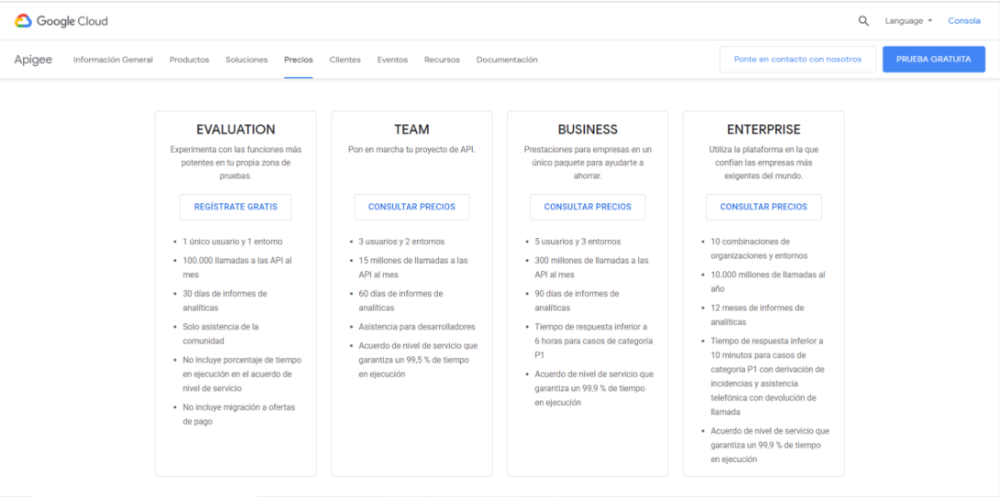 Google Cloud
Language
Consola
Apigee
Información General
Productos
Soluciones
Precios
Clientes
Eventos
Recursos
Documentación
Ponte en contacto con nosotros
PRUEBA GRATUITA
EVALUATION
Experimenta con las funciones más
potentes en tu propia zona de
pruebas.
REGÍSTRATE GRATIS
• 1 único usuario y 1 entorno
• 100.000 llamadas a las API al
mes
• 30 días de informes de
analíticas
• Solo asistencia de la
comunidad
• No incluye porcentaje de tiempo
en ejecución en el acuerdo de
nivel de servicio
• No incluye migración a ofertas
de pago
TEAM
Pon en marcha tu proyecto de API.
CONSULTAR PRECIOS
• 3 usuarios y 2 entornos
• 15 millones de llamadas a las
API al mes
• 60 días de informes de
analíticas
• Asistencia para desarrolladores
• Acuerdo de nivel de servicio que
garantiza un 99,5 % de tiempo
en ejecución
BUSINESS
Prestaciones para empresas en un
único paquete para ayudarte a
ahorrar.
CONSULTAR PRECIOS
• 5 usuarios y 3 entornos
• 300 millones de llamadas a las
API al mes
• 90 días de informes de
analíticas
• Tiempo de respuesta inferior a
6 horas para casos de categoría
P1
• Acuerdo de nivel de servicio que
garantiza un 99,9 % de tiempo
en ejecución
ENTERPRISE
Utiliza la plataforma en la que
confían las empresas más
exigentes del mundo.
CONSULTAR PRECIOS
• 10 combinaciones de
organizaciones y entornos
• 10.000 millones de llamadas al
año
• 12 meses de informes de
analíticas
• Tiempo de respuesta inferior a
10 minutos para casos de
categoría P1 con derivación de
incidencias y asistencia
telefónica con devolución de
llamada
• Acuerdo de nivel de servicio que
garantiza un 99,9 % de tiempo
en ejecución